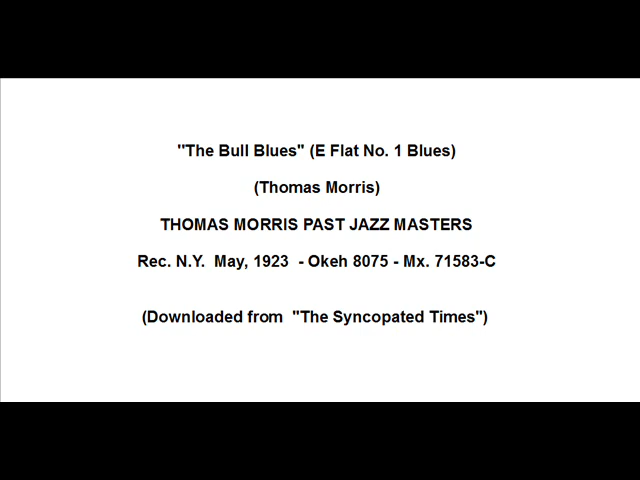 "The Bull Blues" (E Flat No. 1 Blues)
(Thomas Morris)
THOMAS MORRIS PAST JAZZ MASTERS
Rec. N.Y.  May, 1923  - Okeh 8075 - Mx. 71583-C
(Downloaded from  "The Syncopated Times")